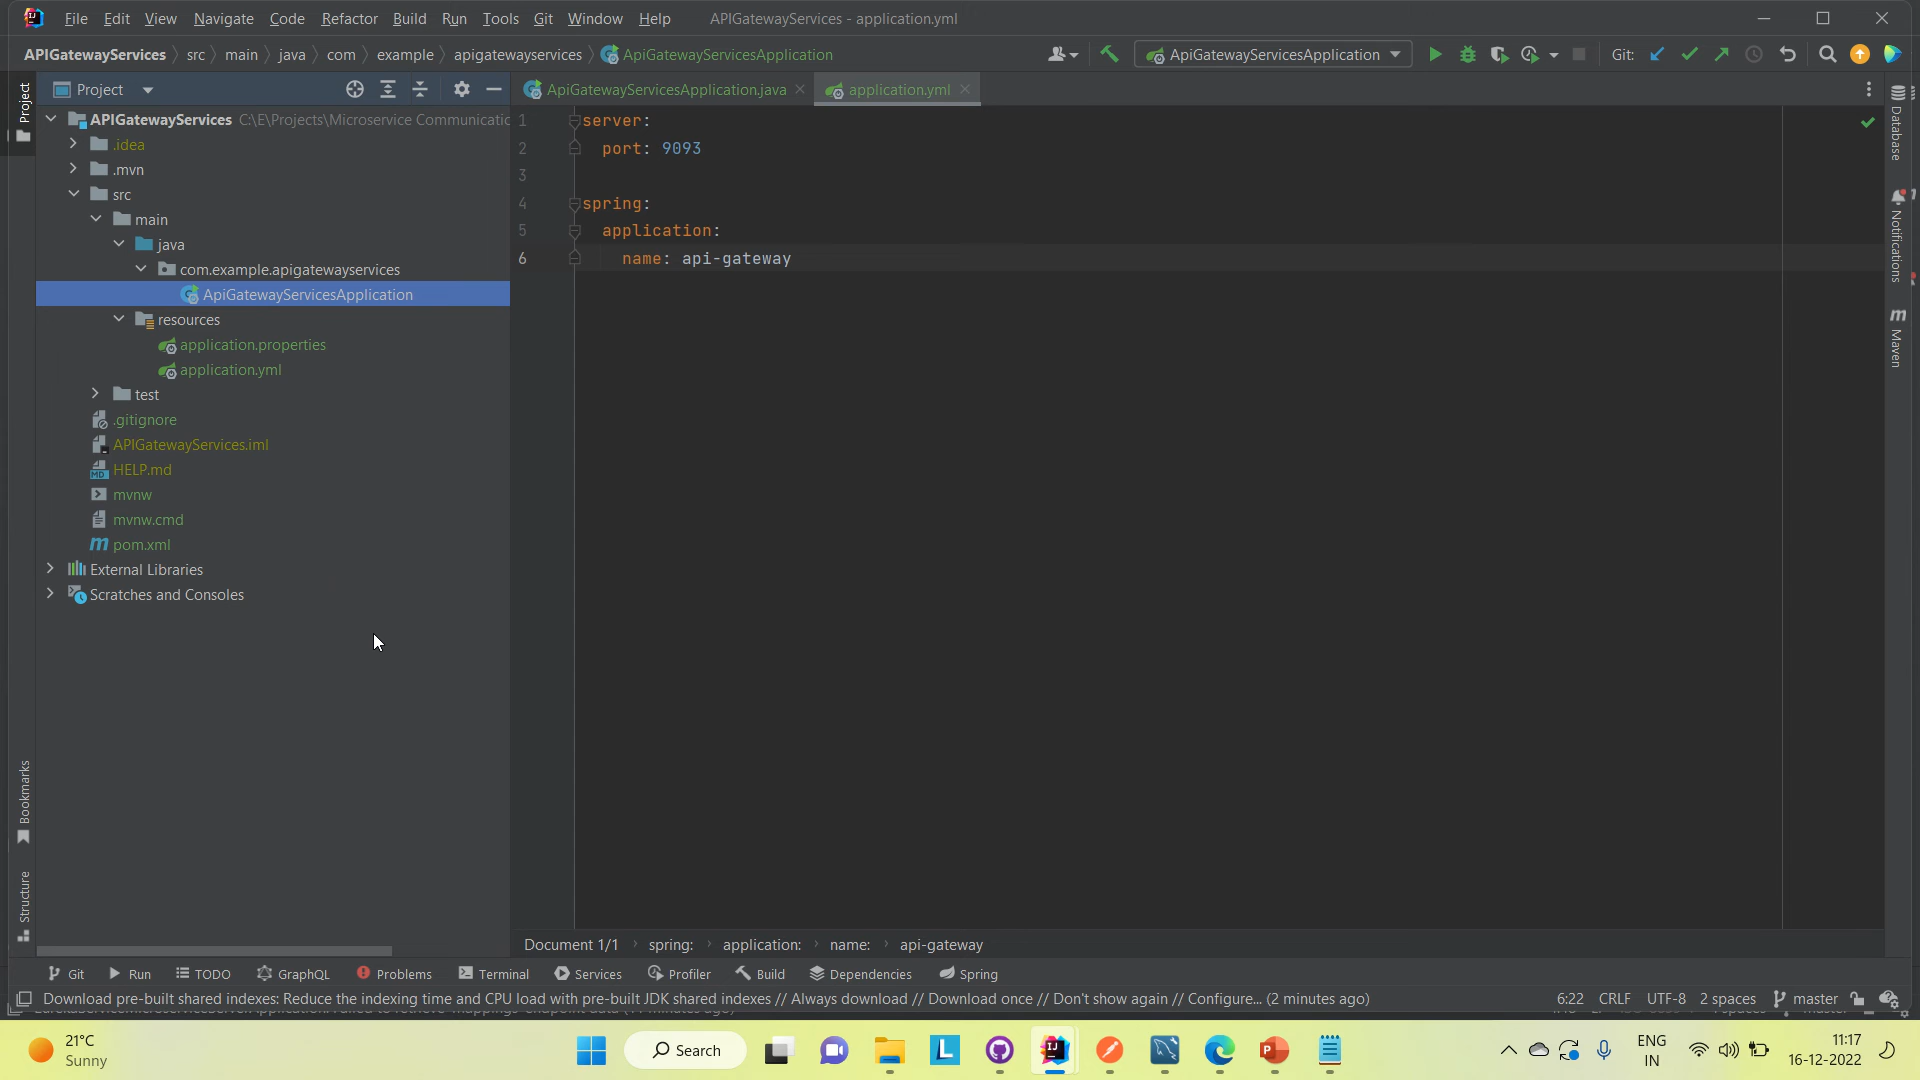 File Edit View Navigate Code Refactor Build Run Tools Git Window Help APIGatewayServices - application.yml
APIGatewayServices src main java com example apigatewayservices ApiGatewayServicesApplication ApiGatewayServicesApplication Git:
Project
Project
ApiGatewayServicesApplication.java
application.yml
APIGatewayServices C:\E\Projects\Microservice Communicatic
.idea
.mvn
src
main
java
com.example.apigatewayservices
ApiGatewayServicesApplication
resources
application.properties
application.yml
test
.gitignore
APIGatewayServices.iml
HELP.md
mvnw
mvnw.cmd
pom.xml
External Libraries
Scratches and Consoles
1 server:
2 port: 9093
3
4 spring:
5 application:
6 name: api-gateway
Database
Notifications
Maven
Bookmarks
Structure
Document 1/1 spring: application: name: api-gateway
Git Run TODO GraphQL Problems Terminal Services Profiler Build Dependencies Spring
Download pre-built shared indexes: Reduce the indexing time and CPU load with pre-built JDK shared indexes // Always download // Download once // Don't show again // Configure... (2 minutes ago) 6:22 CRLF UTF-8 2 spaces master
21°C
Sunny
Search
ENG
IN
11:17
16-12-2022